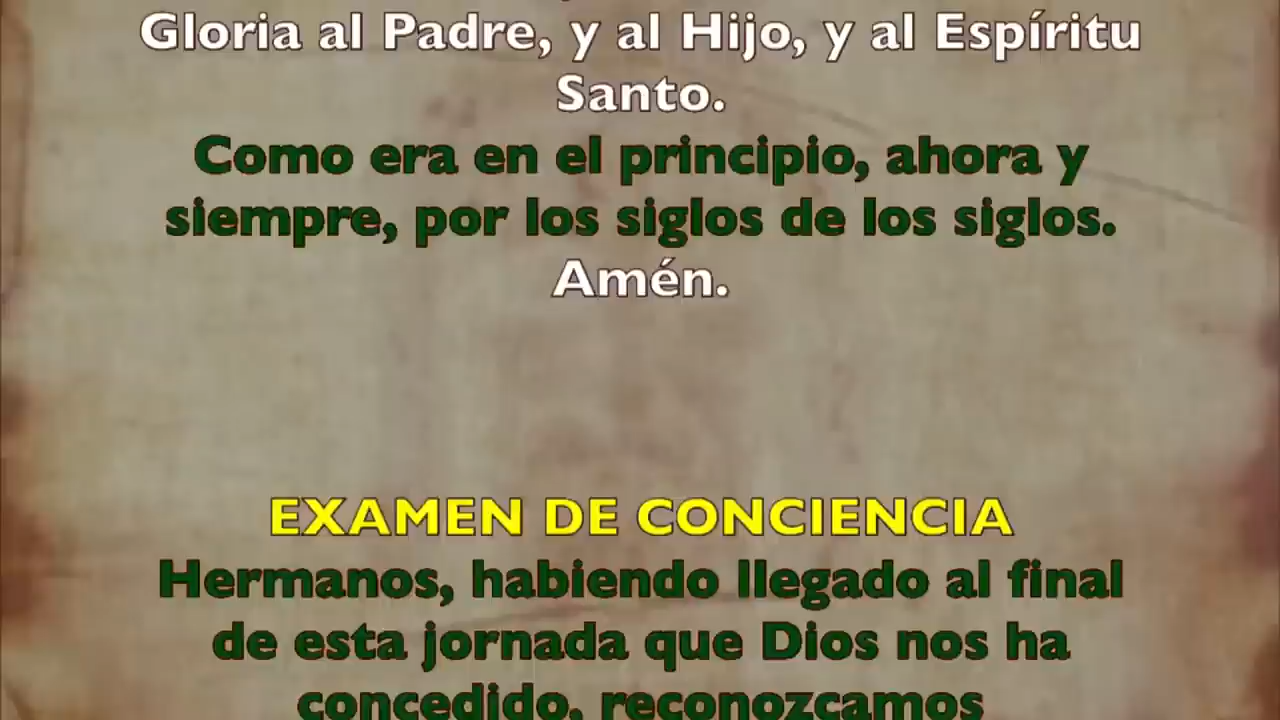 Gloria al Padre, y al Hijo, y al Espíritu
Santo.
Como era en el principio, ahora y
siempre, por los siglos de los siglos.
Amén.
EXAMEN DE CONCIENCIA
Hermanos, habiendo llegado al final
de esta jornada que Dios nos ha
concedido, reconozcamos